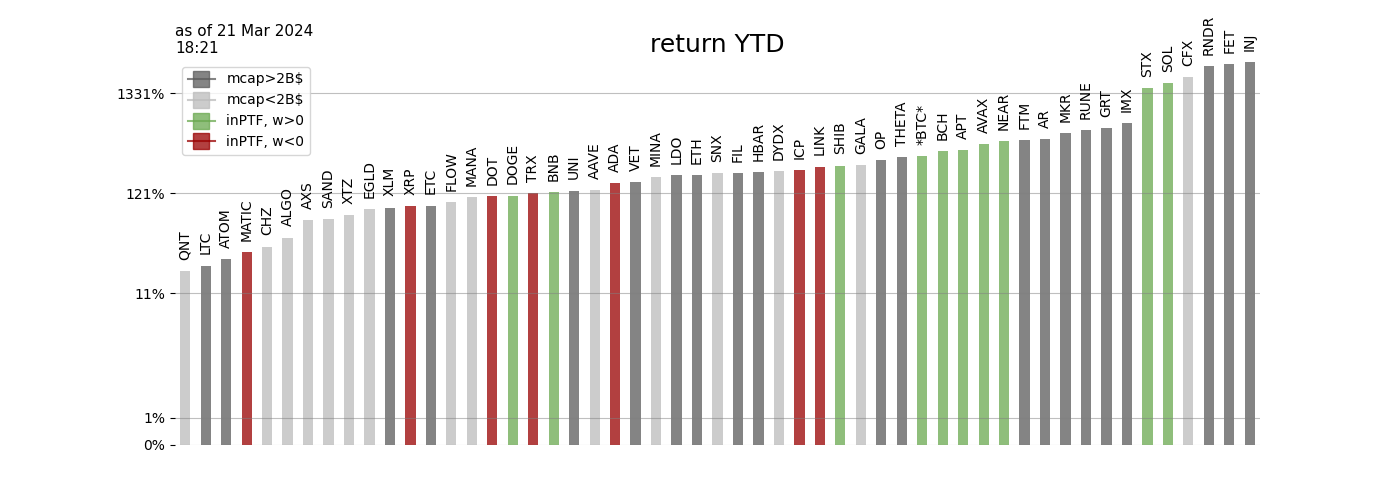 as of 21 Mar 2024
18:21
return YTD
mcap>2B$
mcap<2B$
inPTF, w>0
inPTF, w<0
1331%
121%
11%
1%
0%
QNT
LTC
ATOM
MATIC
CHZ
ALGO
AXS
SAND
XTZ
EGLD
XLM
XRP
ETC
FLOW
MANA
DOT
DOGE
TRX
BNB
UNI
AAVE
ADA
VET
MINA
LDO
ETH
SNX
FIL
HBAR
DYDX
ICP
LINK
SHIB
GALA
OP
THETA
*BTC*
BCH
APT
AVAX
NEAR
FTM
AR
MKR
RUNE
GRT
IMX
STX
SOL
CFX
RNDR
FET
INJ